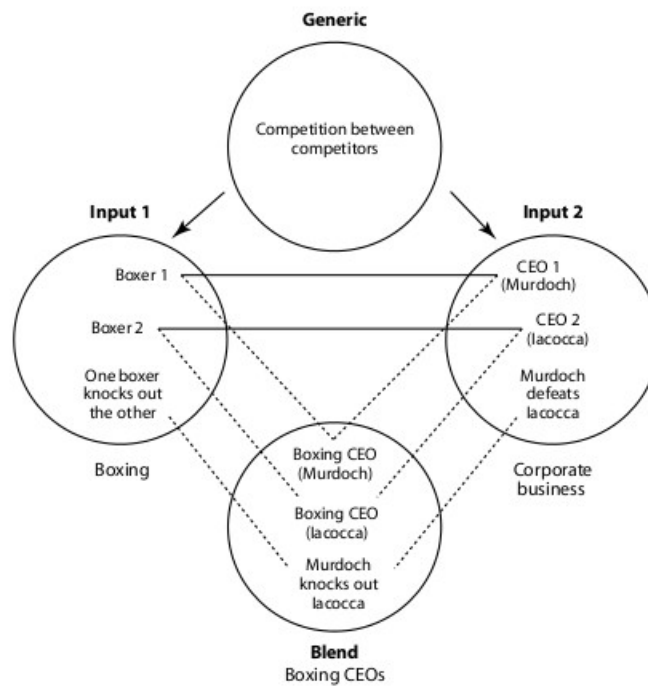 Generic
Competition between
competitors
Input 1
Input 2
Boxer 1
CEO 1
(Murdoch)
Boxer 2
CEO 2
(Iacocca)
One boxer
knocks out
the other
Murdoch
defeats
Iacocca
Boxing
Corporate
business
Boxing CEO
(Murdoch)
Boxing CEO
(Iacocca)
Murdoch
knocks out
Iacocca
Blend
Boxing CEOs